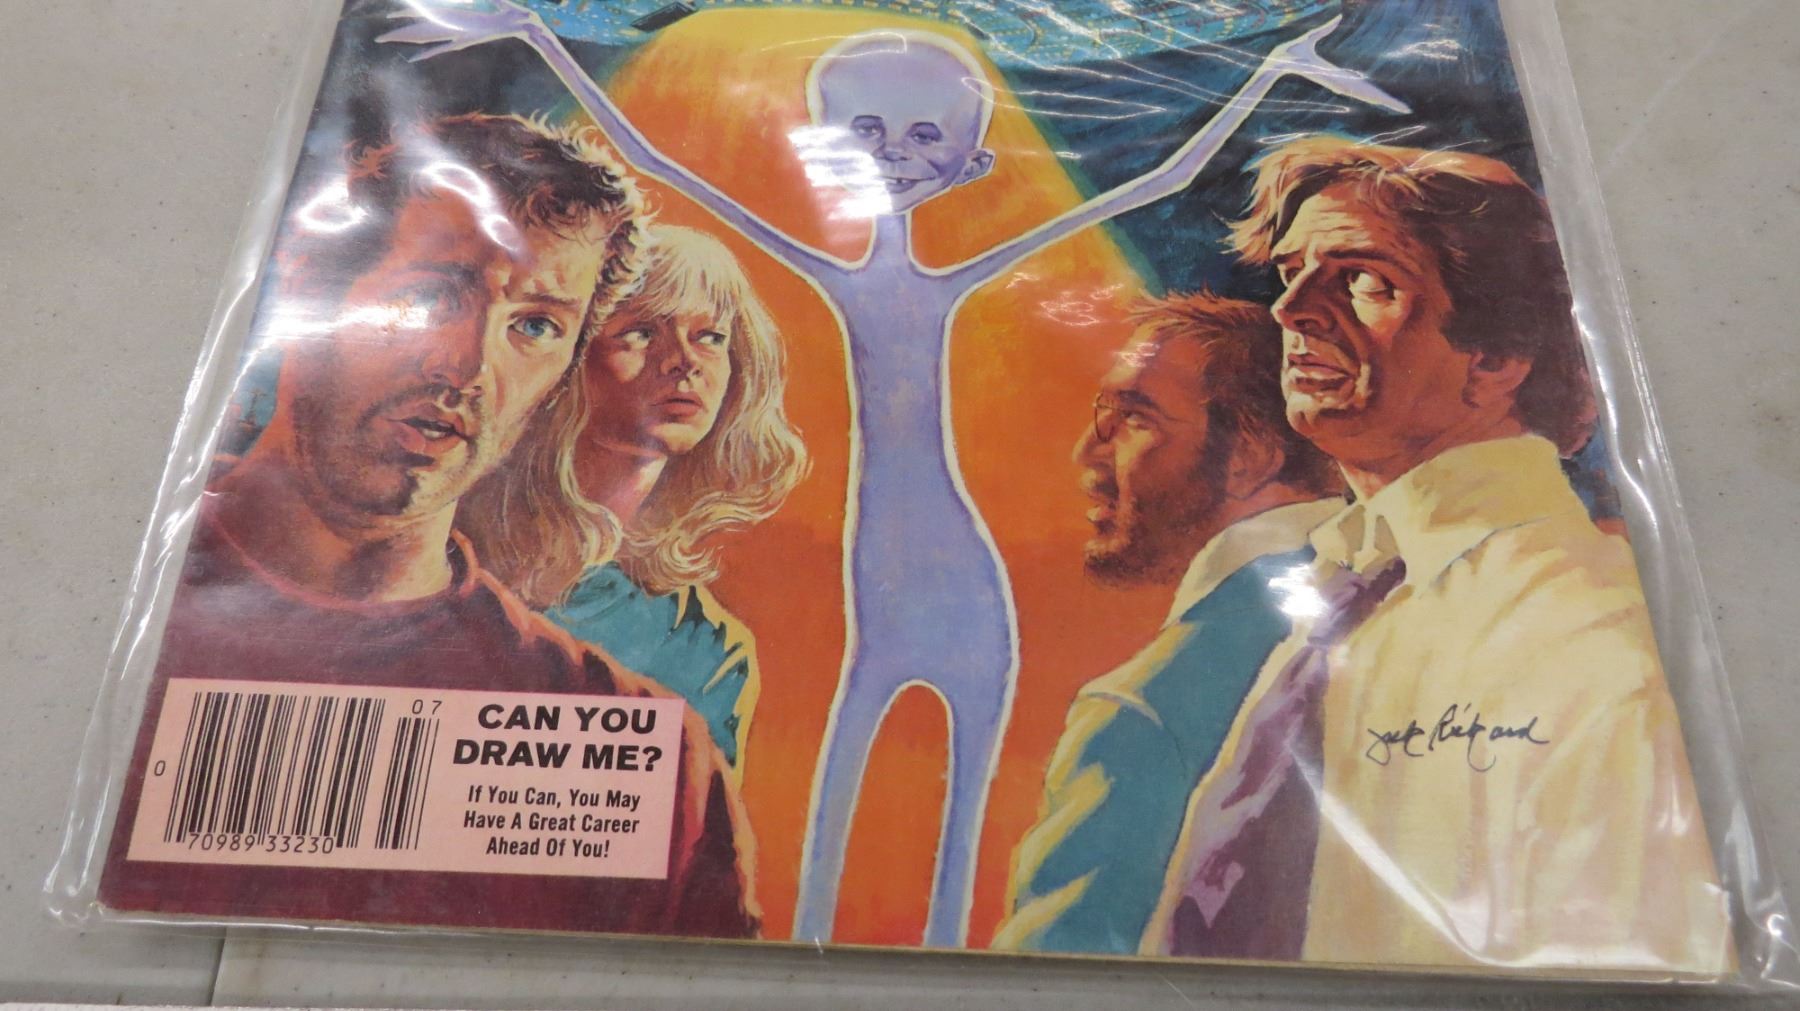 07
CAN YOU
DRAW ME?
If You Can, You May
Have A Great Career
Ahead Of You!
0 70989 33230
Jack Rickard